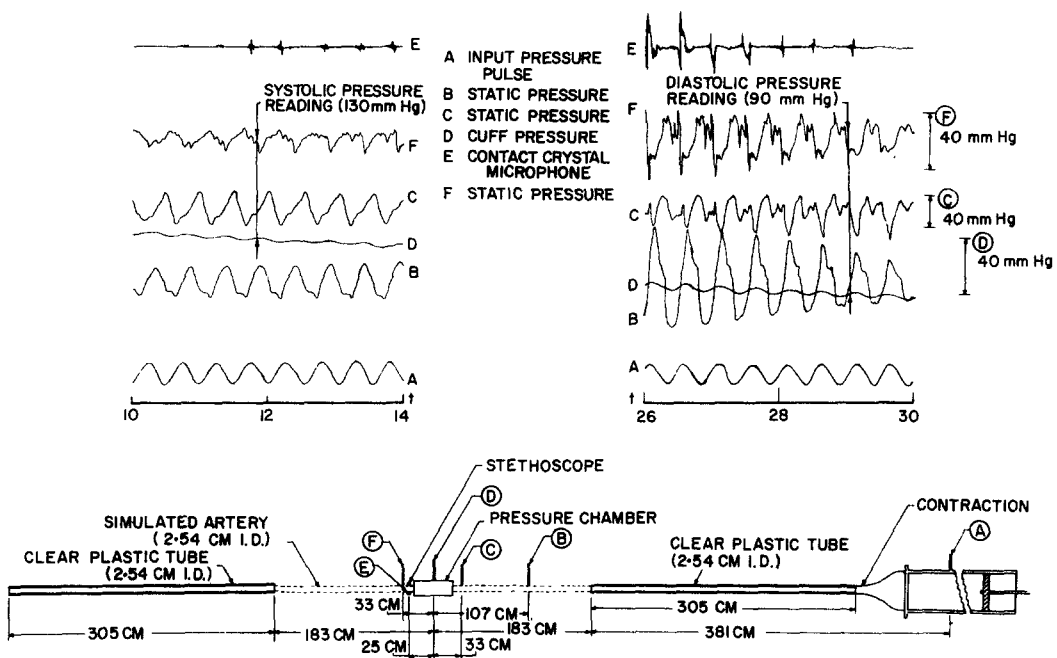 E
SYSTOLIC PRESSURE
READING (130 mm Hg)
F
C
D
B
A
10
12
14
t
A INPUT PRESSURE
PULSE
B STATIC PRESSURE
C STATIC PRESSURE
D CUFF PRESSURE
E CONTACT CRYSTAL
MICROPHONE
F STATIC PRESSURE
E
DIASTOLIC PRESSURE
READING (90 mm Hg)
F
F
40 mm Hg
C
C
40 mm Hg
D
40 mm Hg
D
B
A
t
26
28
30
STETHOSCOPE
D
PRESSURE CHAMBER
SIMULATED ARTERY
(2·54 CM I.D.)
CLEAR PLASTIC TUBE
(2·54 CM I.D.)
F
E
C
B
CLEAR PLASTIC TUBE
(2·54 CM I.D.)
CONTRACTION
A
33 CM
107 CM
305 CM
305 CM
183 CM
183 CM
381 CM
25 CM
33 CM